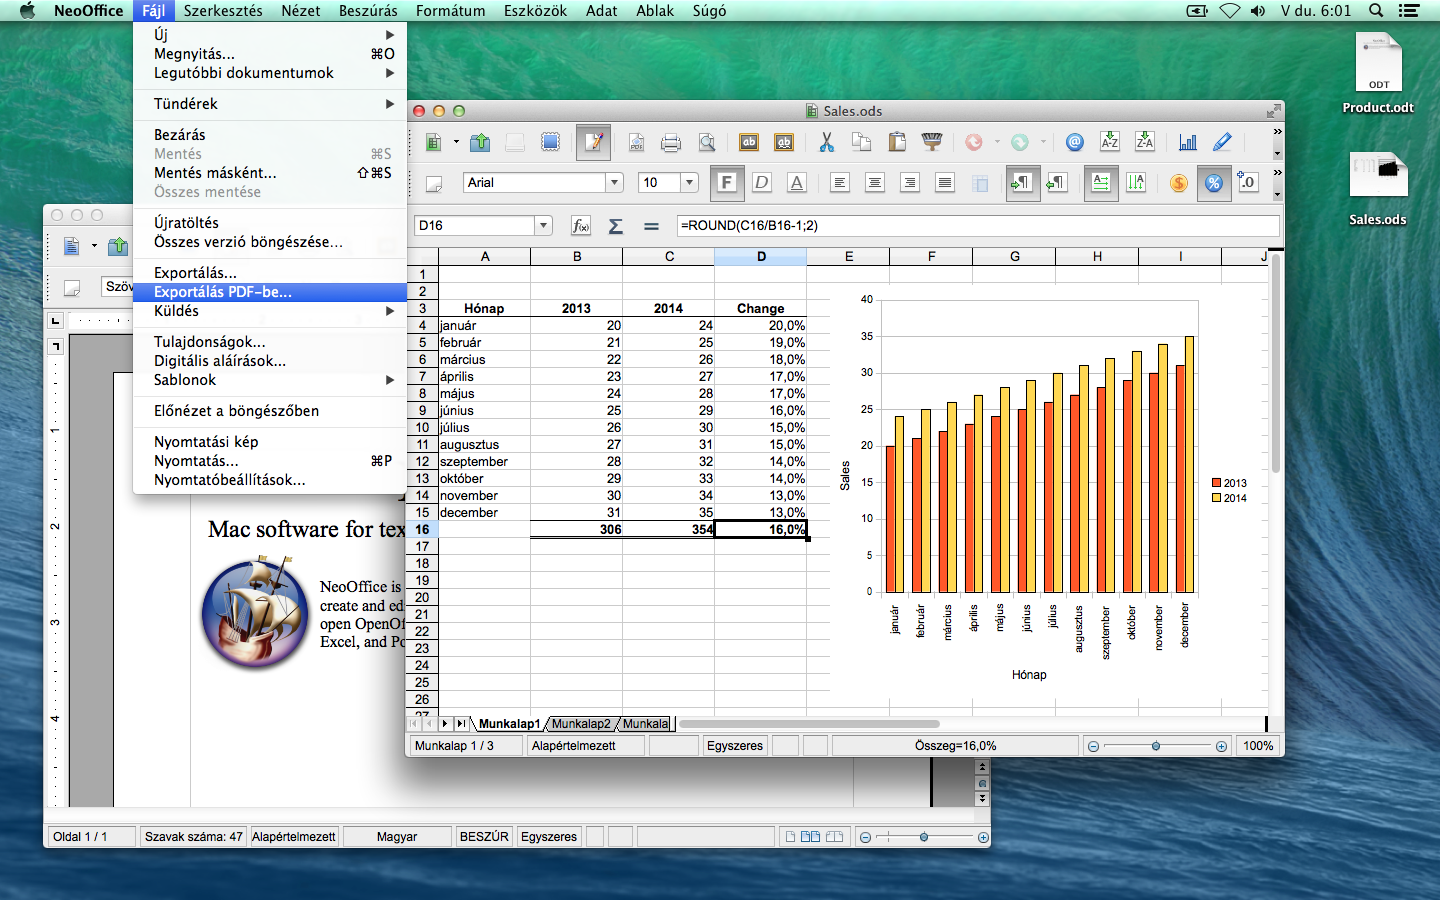 NeoOffice Fájl Szerkesztés Nézet Beszúrás Formátum Eszközök Adat Ablak Súgó V du. 6:01
Új
Megnyitás... ⌘O
Legutóbbi dokumentumok
Tündérek
Bezárás
Mentés ⌘S
Mentés másként... ⇧⌘S
Összes mentése
Újratöltés
Összes verzió böngészése...
Exportálás...
Exportálás PDF-be...
Küldés
Tulajdonságok...
Digitális aláírások...
Sablonok
Előnézet a böngészőben
Nyomtatási kép
Nyomtatás... ⌘P
Nyomtatóbeállítások...
ODT
Product.odt
Sales.ods
Sales.ods
Arial 10 F D A
D16 =ROUND(C16/B16-1;2)
A B C D E F G H I J
1
2
3 Hónap 2013 2014 Change
4 január 20 24 20,0%
5 február 21 25 19,0%
6 március 22 26 18,0%
7 április 23 27 17,0%
8 május 24 28 17,0%
9 június 25 29 16,0%
10 július 26 30 15,0%
11 augusztus 27 31 15,0%
12 szeptember 28 32 14,0%
13 október 29 33 14,0%
14 november 30 34 13,0%
15 december 31 35 13,0%
16 306 354 16,0%
17
18
19
20
21
22
23
24
25
26
27
40
35
30
25
20
15
10
5
0
Sales
január február március április május június július augusztus szeptember október november december
Hónap
2013
2014
Munkalap1 Munkalap2 Munkala
Munkalap 1 / 3 Alapértelmezett Egyszeres Összeg=16,0% 100%
Szöv
1
2
3
4
Mac software for tex
NeoOffice is
create and ed
open OpenOf
Excel, and Po
Oldal 1 / 1 Szavak száma: 47 Alapértelmezett Magyar BESZÚR Egyszeres